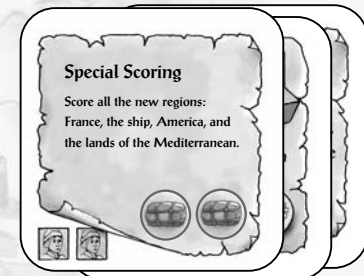 Special Scoring
Score all the new regions:
France, the ship, America, and
the lands of the Mediterranean.